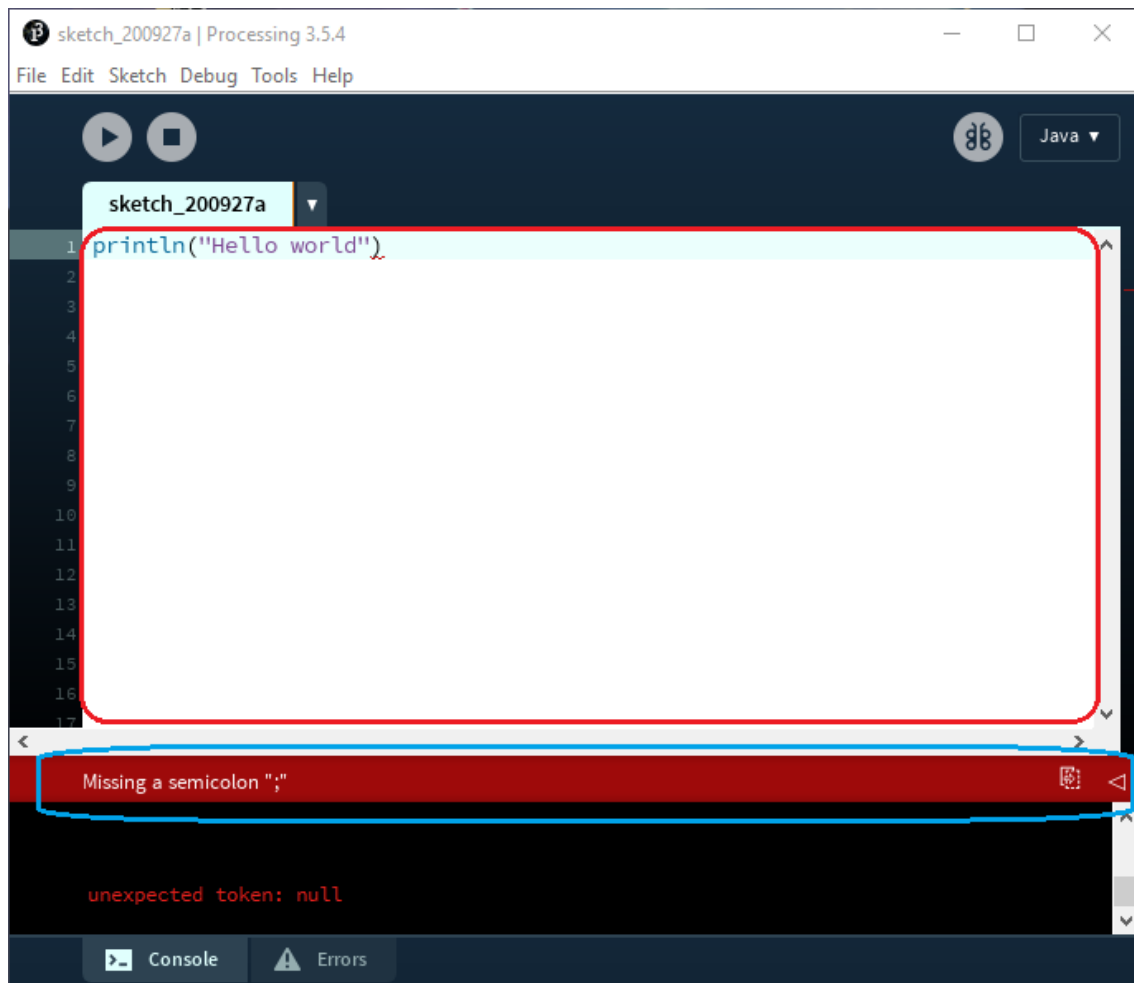 sketch_200927a | Processing 3.5.4
File Edit Sketch Debug Tools Help
Java
sketch_200927a
1 println("Hello world")
2
3
4
5
6
7
8
9
10
11
12
13
14
15
16
17
Missing a semicolon ";"
unexpected token: null
Console Errors